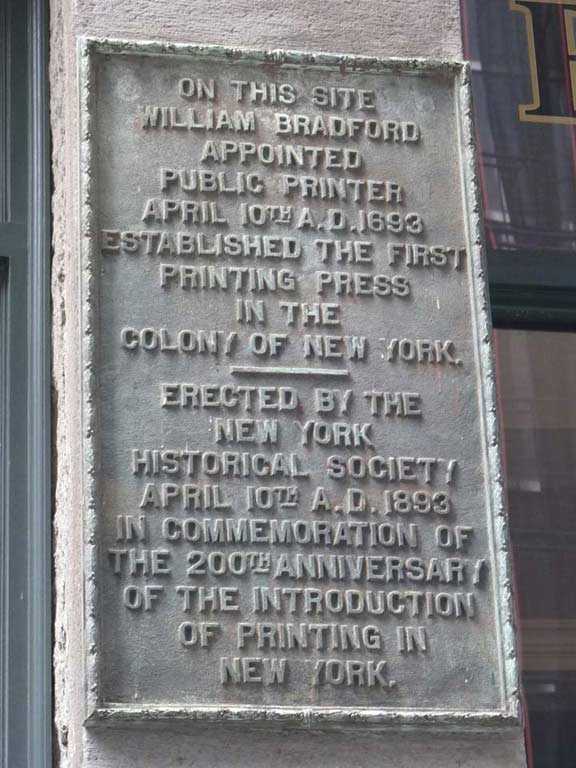 ON THIS SITE
WILLIAM BRADFORD
APPOINTED
PUBLIC PRINTER
APRIL 10TH A.D. 1693
ESTABLISHED THE FIRST
PRINTING PRESS
IN THE
COLONY OF NEW YORK.
ERECTED BY THE
NEW YORK
HISTORICAL SOCIETY
APRIL 10TH A.D. 1893
IN COMMEMORATION OF
THE 200TH ANNIVERSARY
OF THE INTRODUCTION
OF PRINTING IN
NEW YORK.